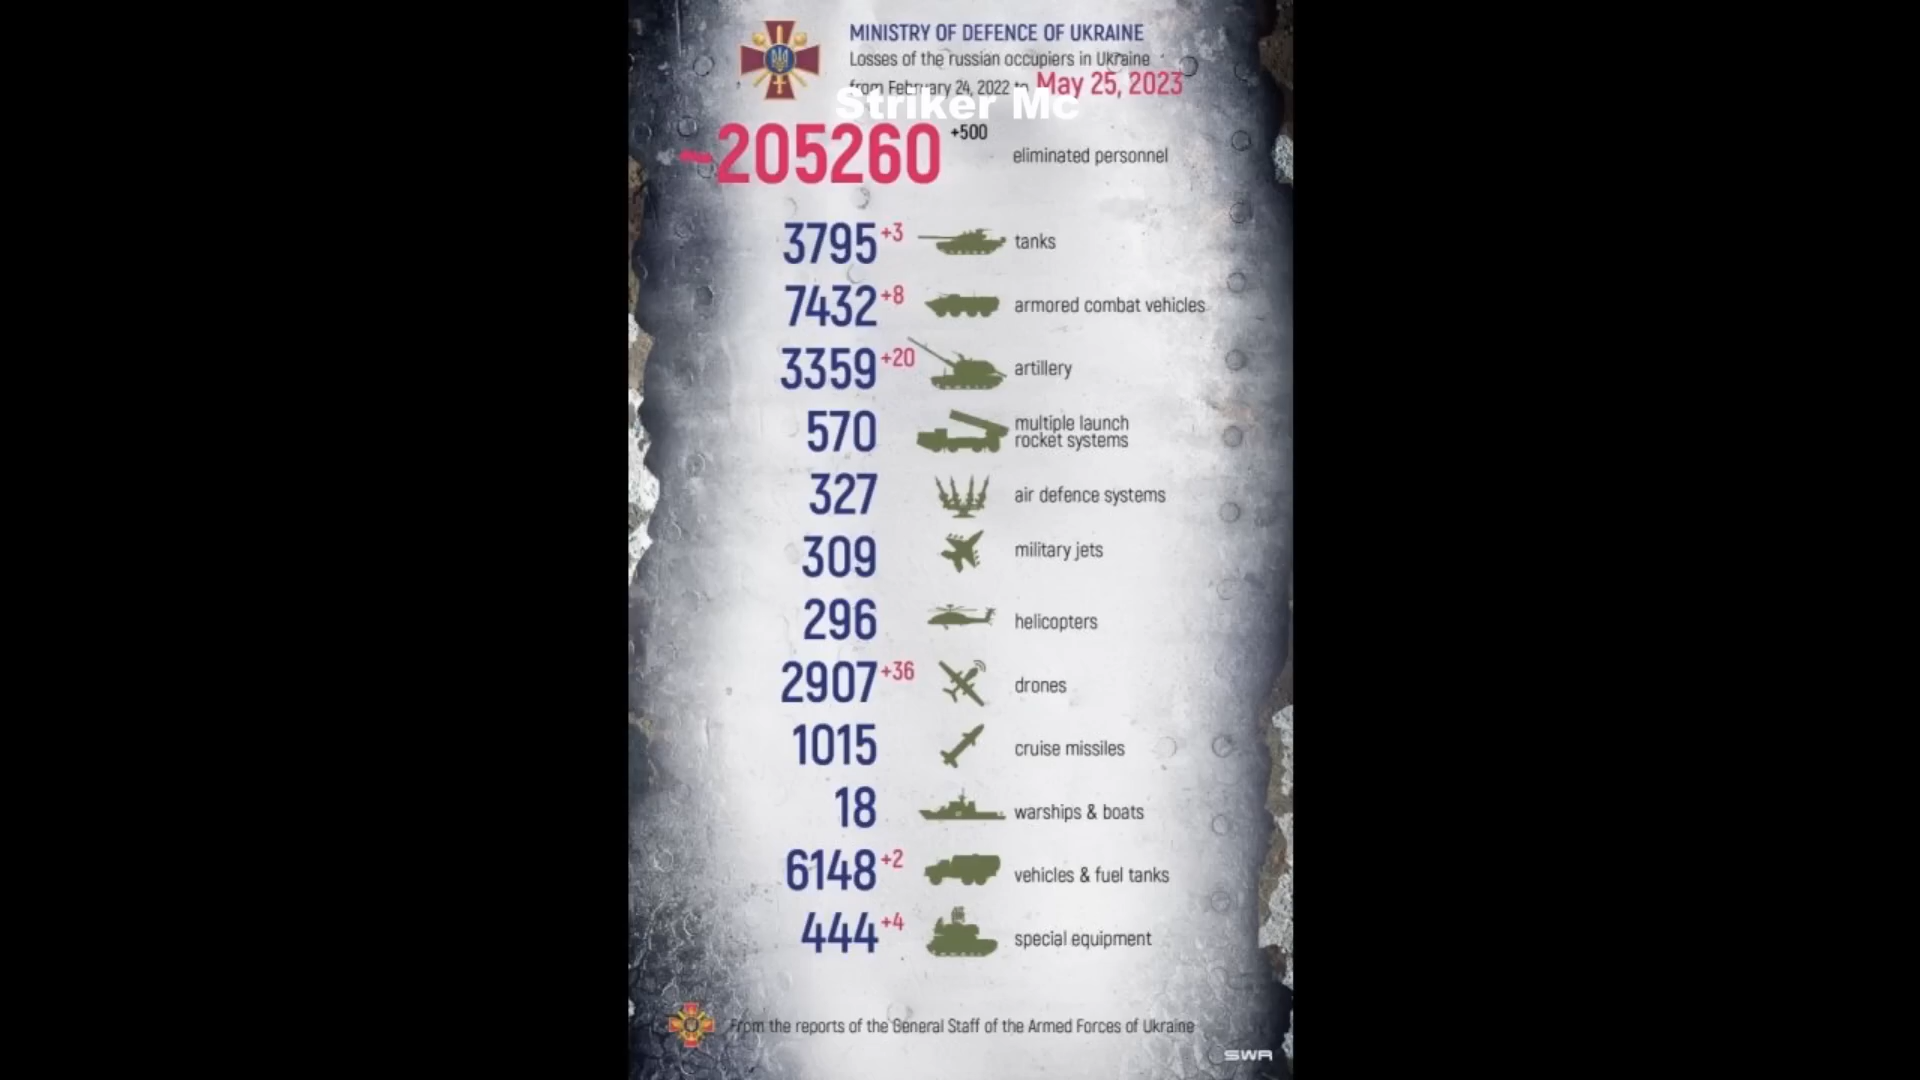 MINISTRY OF DEFENCE OF UKRAINE
Losses of the russian occupiers in Ukraine
from February 24, 2022 to May 25, 2023
Striker Mc
~205260 +500 eliminated personnel
3795 +3 tanks
7432 +8 armored combat vehicles
3359 +20 artillery
570 multiple launch
rocket systems
327 air defence systems
309 military jets
296 helicopters
2907 +36 drones
1015 cruise missiles
18 warships & boats
6148 +2 vehicles & fuel tanks
444 +4 special equipment
From the reports of the General Staff of the Armed Forces of Ukraine
SWA